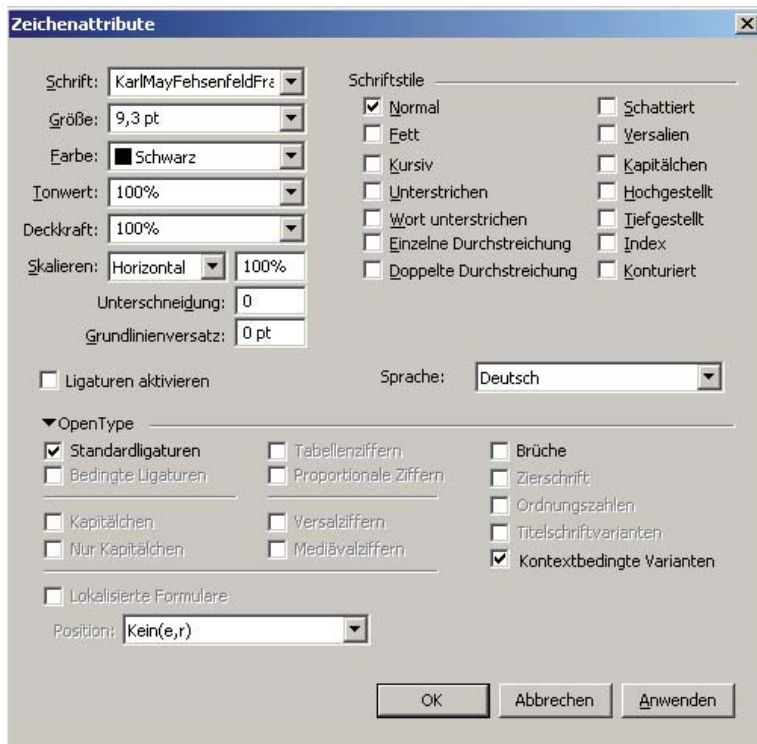 Zeichenattribute
Schrift: KarlMayFehsenfeldFra
Größe: 9,3 pt
Farbe: Schwarz
Tonwert: 100%
Deckkraft: 100%
Skalieren: Horizontal 100%
Unterschneidung: 0
Grundlinienversatz: 0 pt
Schriftstile
Normal Schattiert
Fett Versalien
Kursiv Kapitälchen
Unterstrichen Hochgestellt
Wort unterstrichen Tiefgestellt
Einzelne Durchstreichung Index
Doppelte Durchstreichung Konturiert
Ligaturen aktivieren Sprache: Deutsch
OpenType
Standardligaturen Tabellenziffern Brüche
Bedingte Ligaturen Proportionale Ziffern Zierschrift
Ordnungszahlen
Kapitälchen Versalziffern Titelschriftvarianten
Nur Kapitälchen Mediävalziffern Kontextbedingte Varianten
Lokalisierte Formulare
Position: Kein(e,r)
OK Abbrechen Anwenden